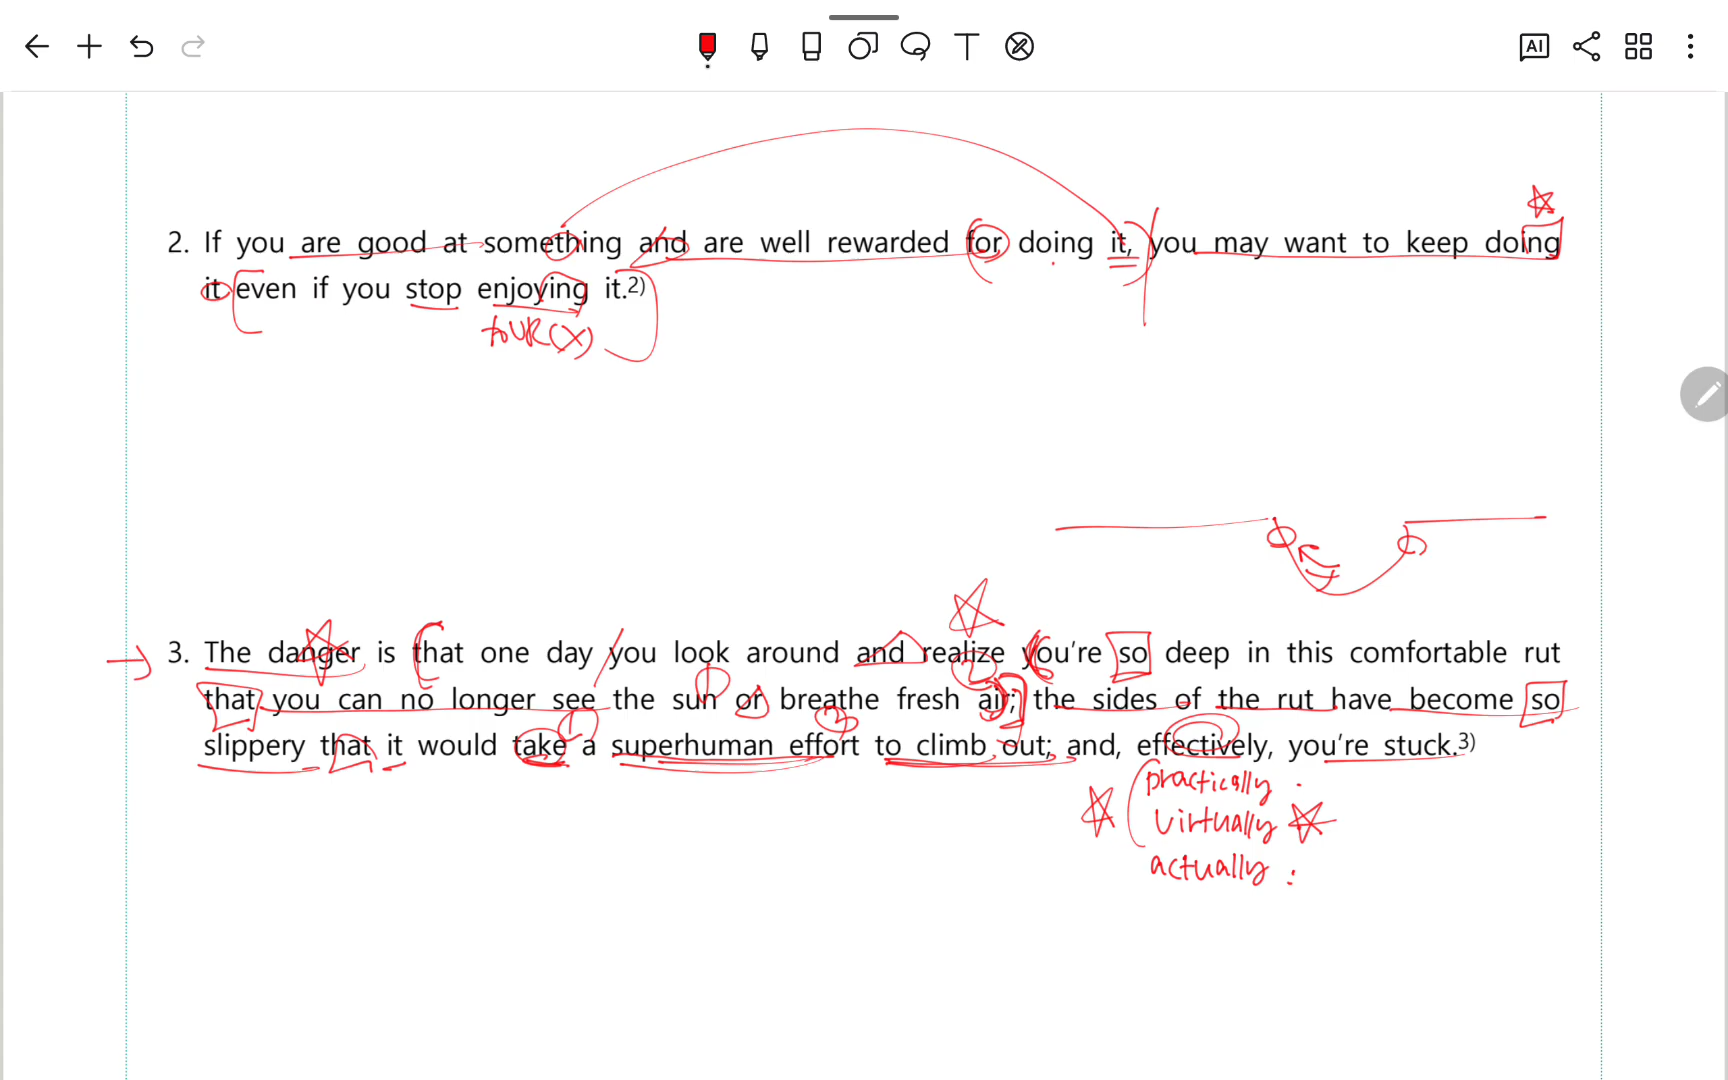 AI
2. If you are good at something and are well rewarded for doing it, you may want to keep doing
it even if you stop enjoying it.2)
toVR(X)
3. The danger is that one day you look around and realize you're so deep in this comfortable rut
that you can no longer see the sun or breathe fresh air; the sides of the rut have become so
slippery that it would take a superhuman effort to climb out; and, effectively, you're stuck.3)
practically
virtually
actually :